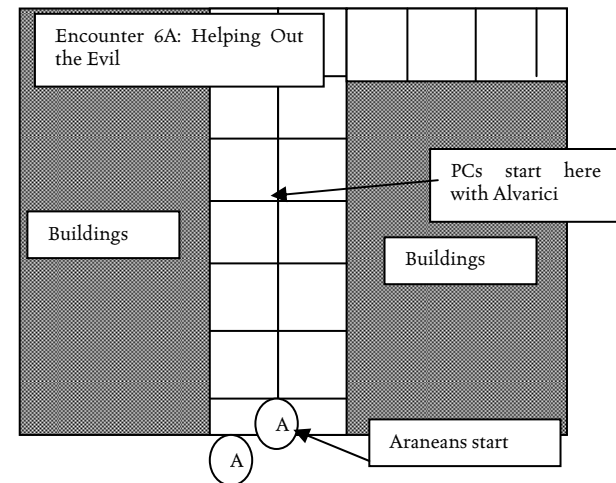 Encounter 6A: Helping Out
the Evil
PCs start here
with Alvarici
Buildings
Buildings
A
Araneans start
A